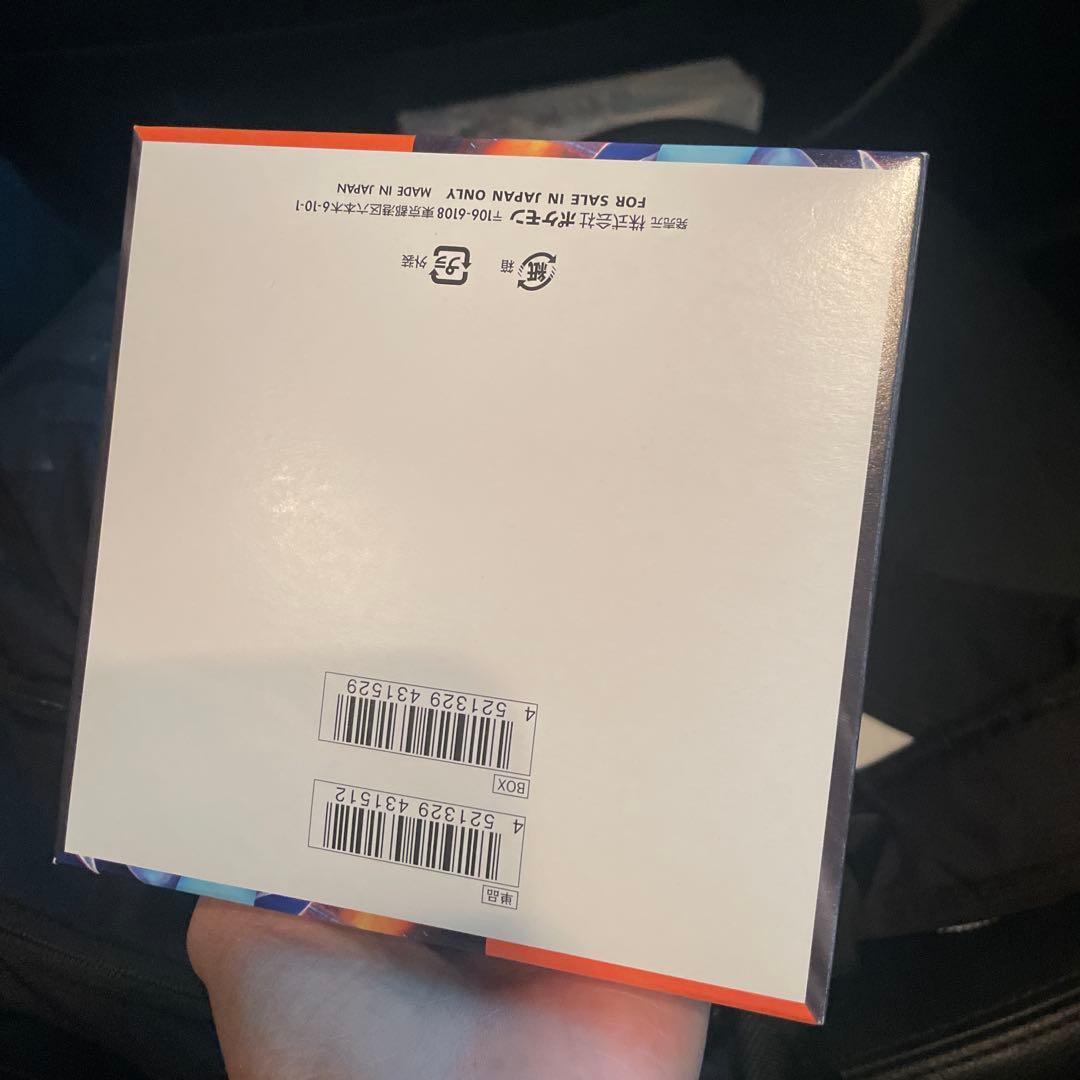 単品
4 521329 431512
BOX
4 521329 431529
紙 箱 プラ 外装
発売元 株式会社 ポケモン 〒106-6108 東京都港区六本木6-10-1
FOR SALE IN JAPAN ONLY MADE IN JAPAN